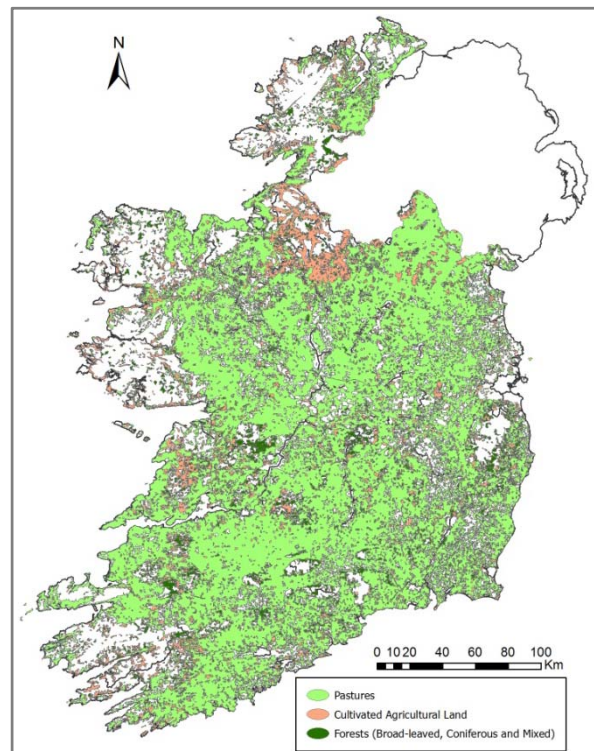 N
0 10 20 40 60 80 100
Km
Pastures
Cultivated Agricultural Land
Forests (Broad-leaved, Coniferous and Mixed)